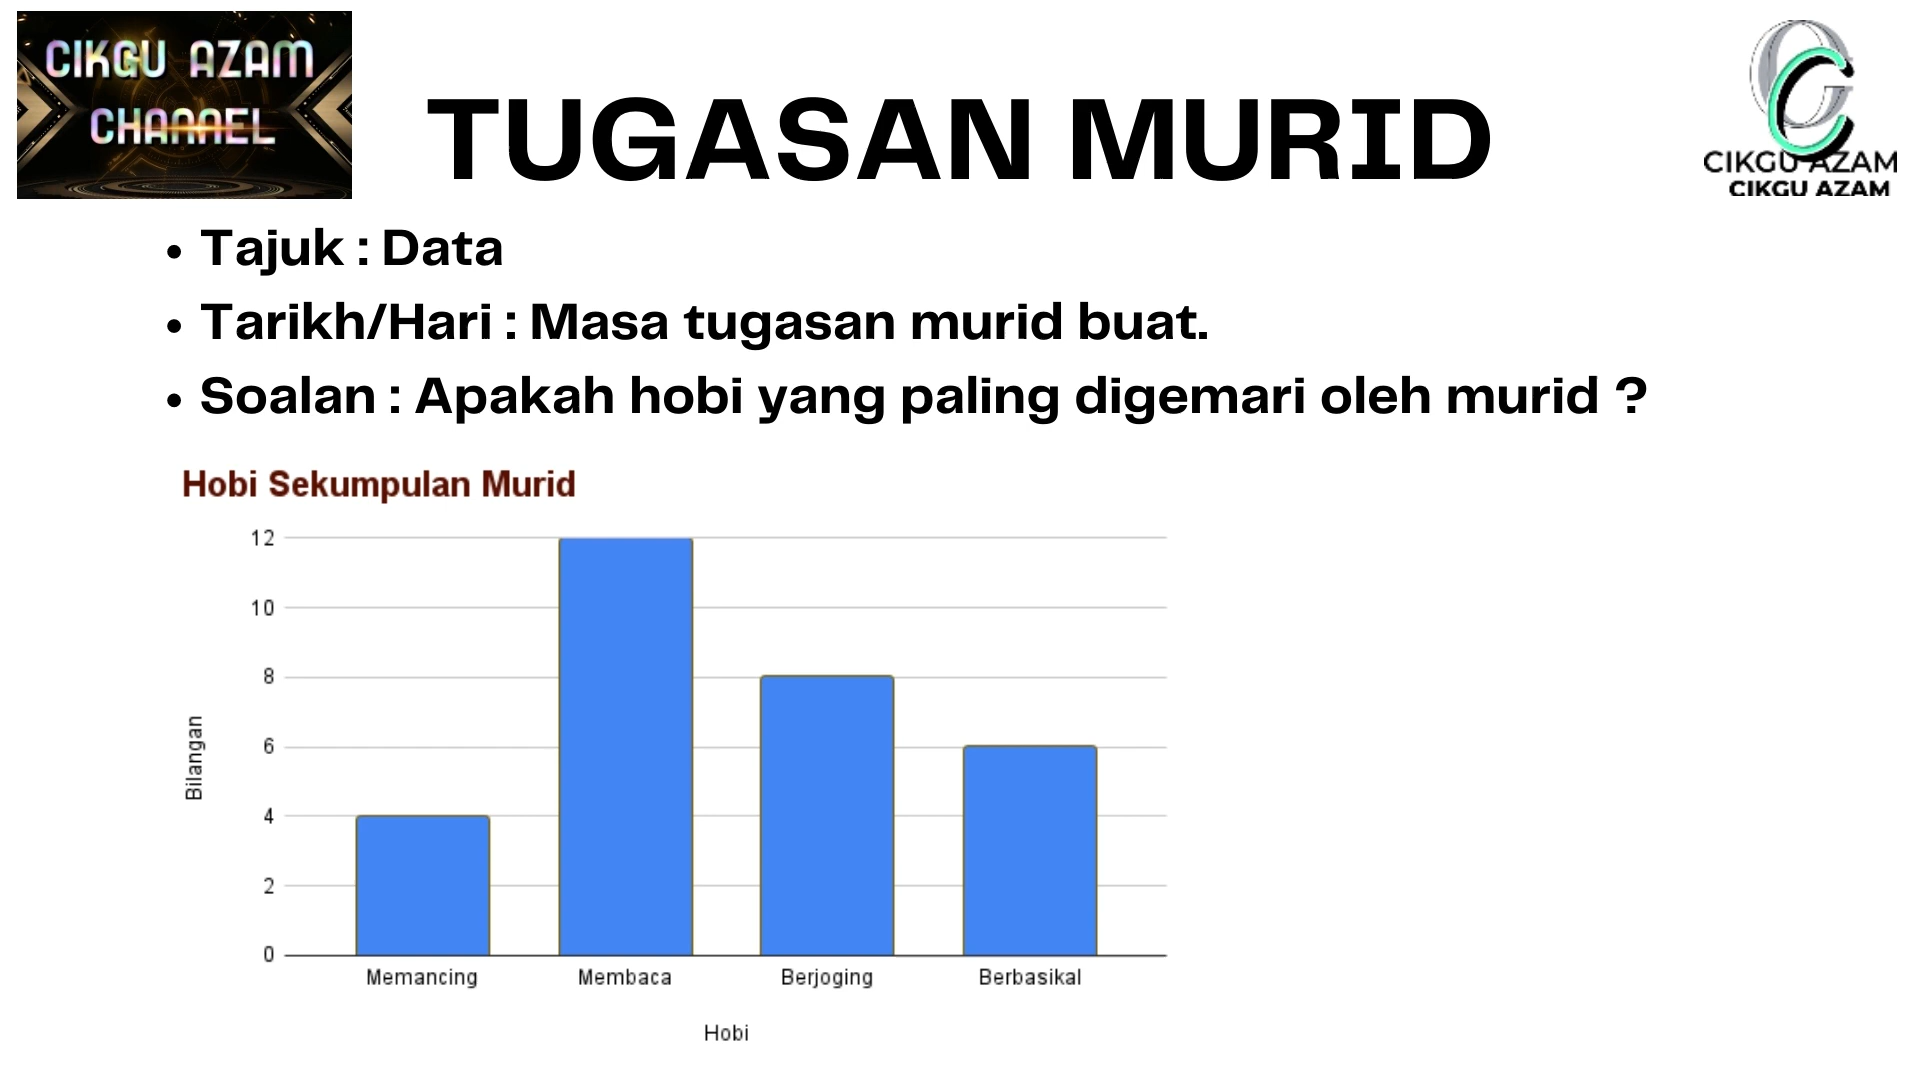 CIKGU AZAM
CHANNEL
TUGASAN MURID
CIKGU AZAM
CIKGU AZAM
• Tajuk : Data
• Tarikh/Hari : Masa tugasan murid buat.
• Soalan : Apakah hobi yang paling digemari oleh murid ?
Hobi Sekumpulan Murid
12
10
8
6
4
2
0
Bilangan
Memancing Membaca Berjoging Berbasikal
Hobi